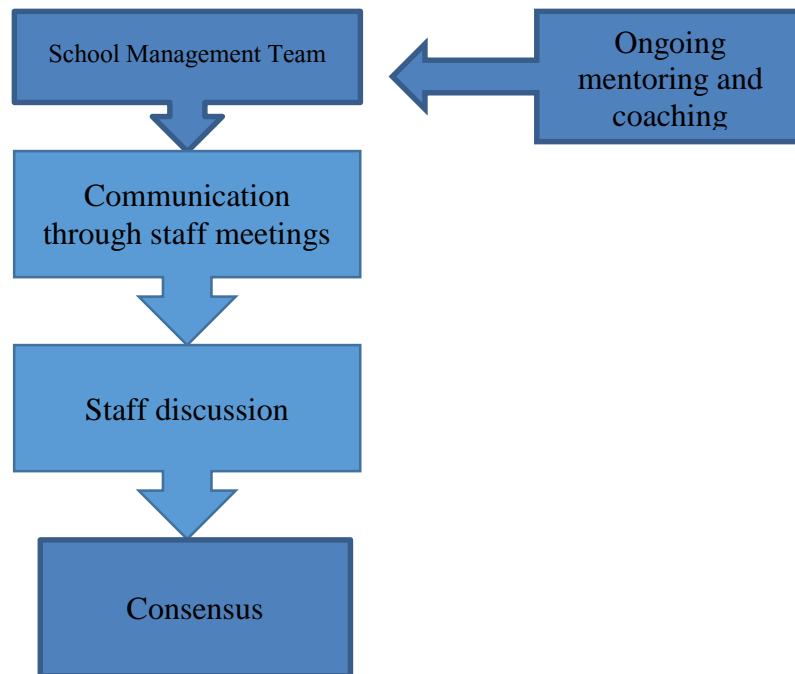 School Management Team
Ongoing
mentoring and
coaching
Communication
through staff meetings
Staff discussion
Consensus